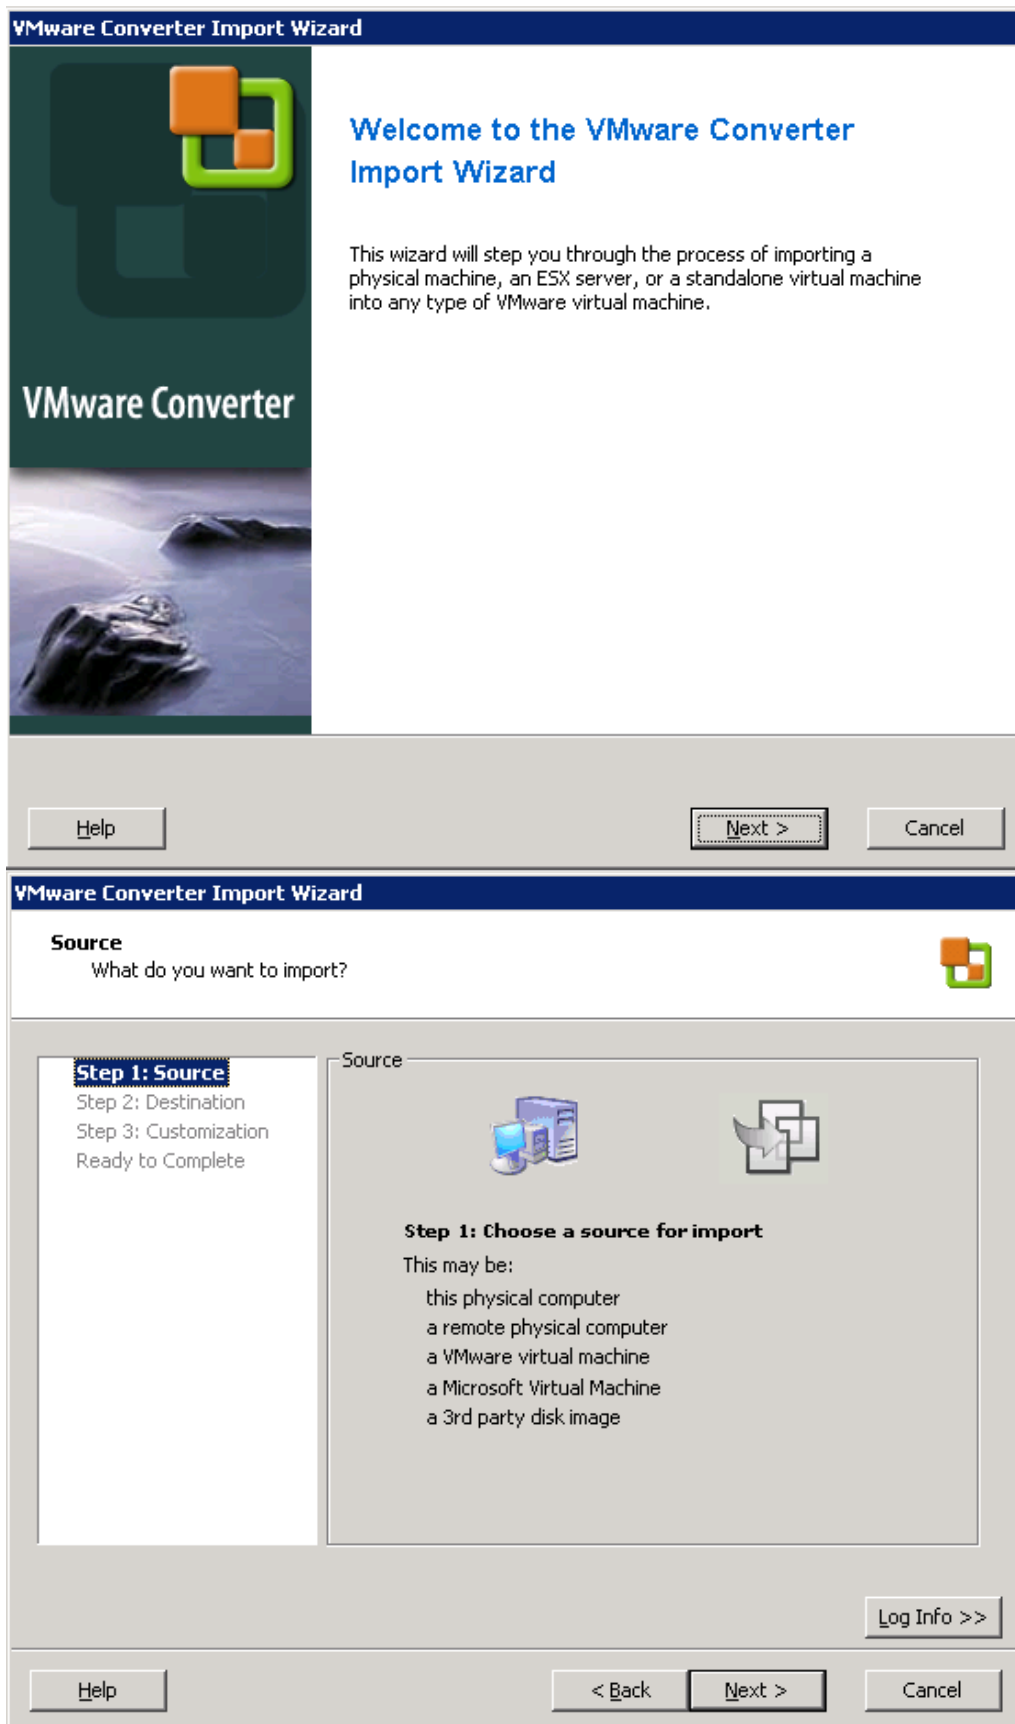 VMware Converter Import Wizard
Welcome to the VMware Converter
Import Wizard
This wizard will step you through the process of importing a
physical machine, an ESX server, or a standalone virtual machine
into any type of VMware virtual machine.
VMware Converter
Help
Next >
Cancel
VMware Converter Import Wizard
Source
What do you want to import?
Step 1: Source
Step 2: Destination
Step 3: Customization
Ready to Complete
Source
Step 1: Choose a source for import
This may be:
this physical computer
a remote physical computer
a VMware virtual machine
a Microsoft Virtual Machine
a 3rd party disk image
Log Info >>
Help
< Back
Next >
Cancel